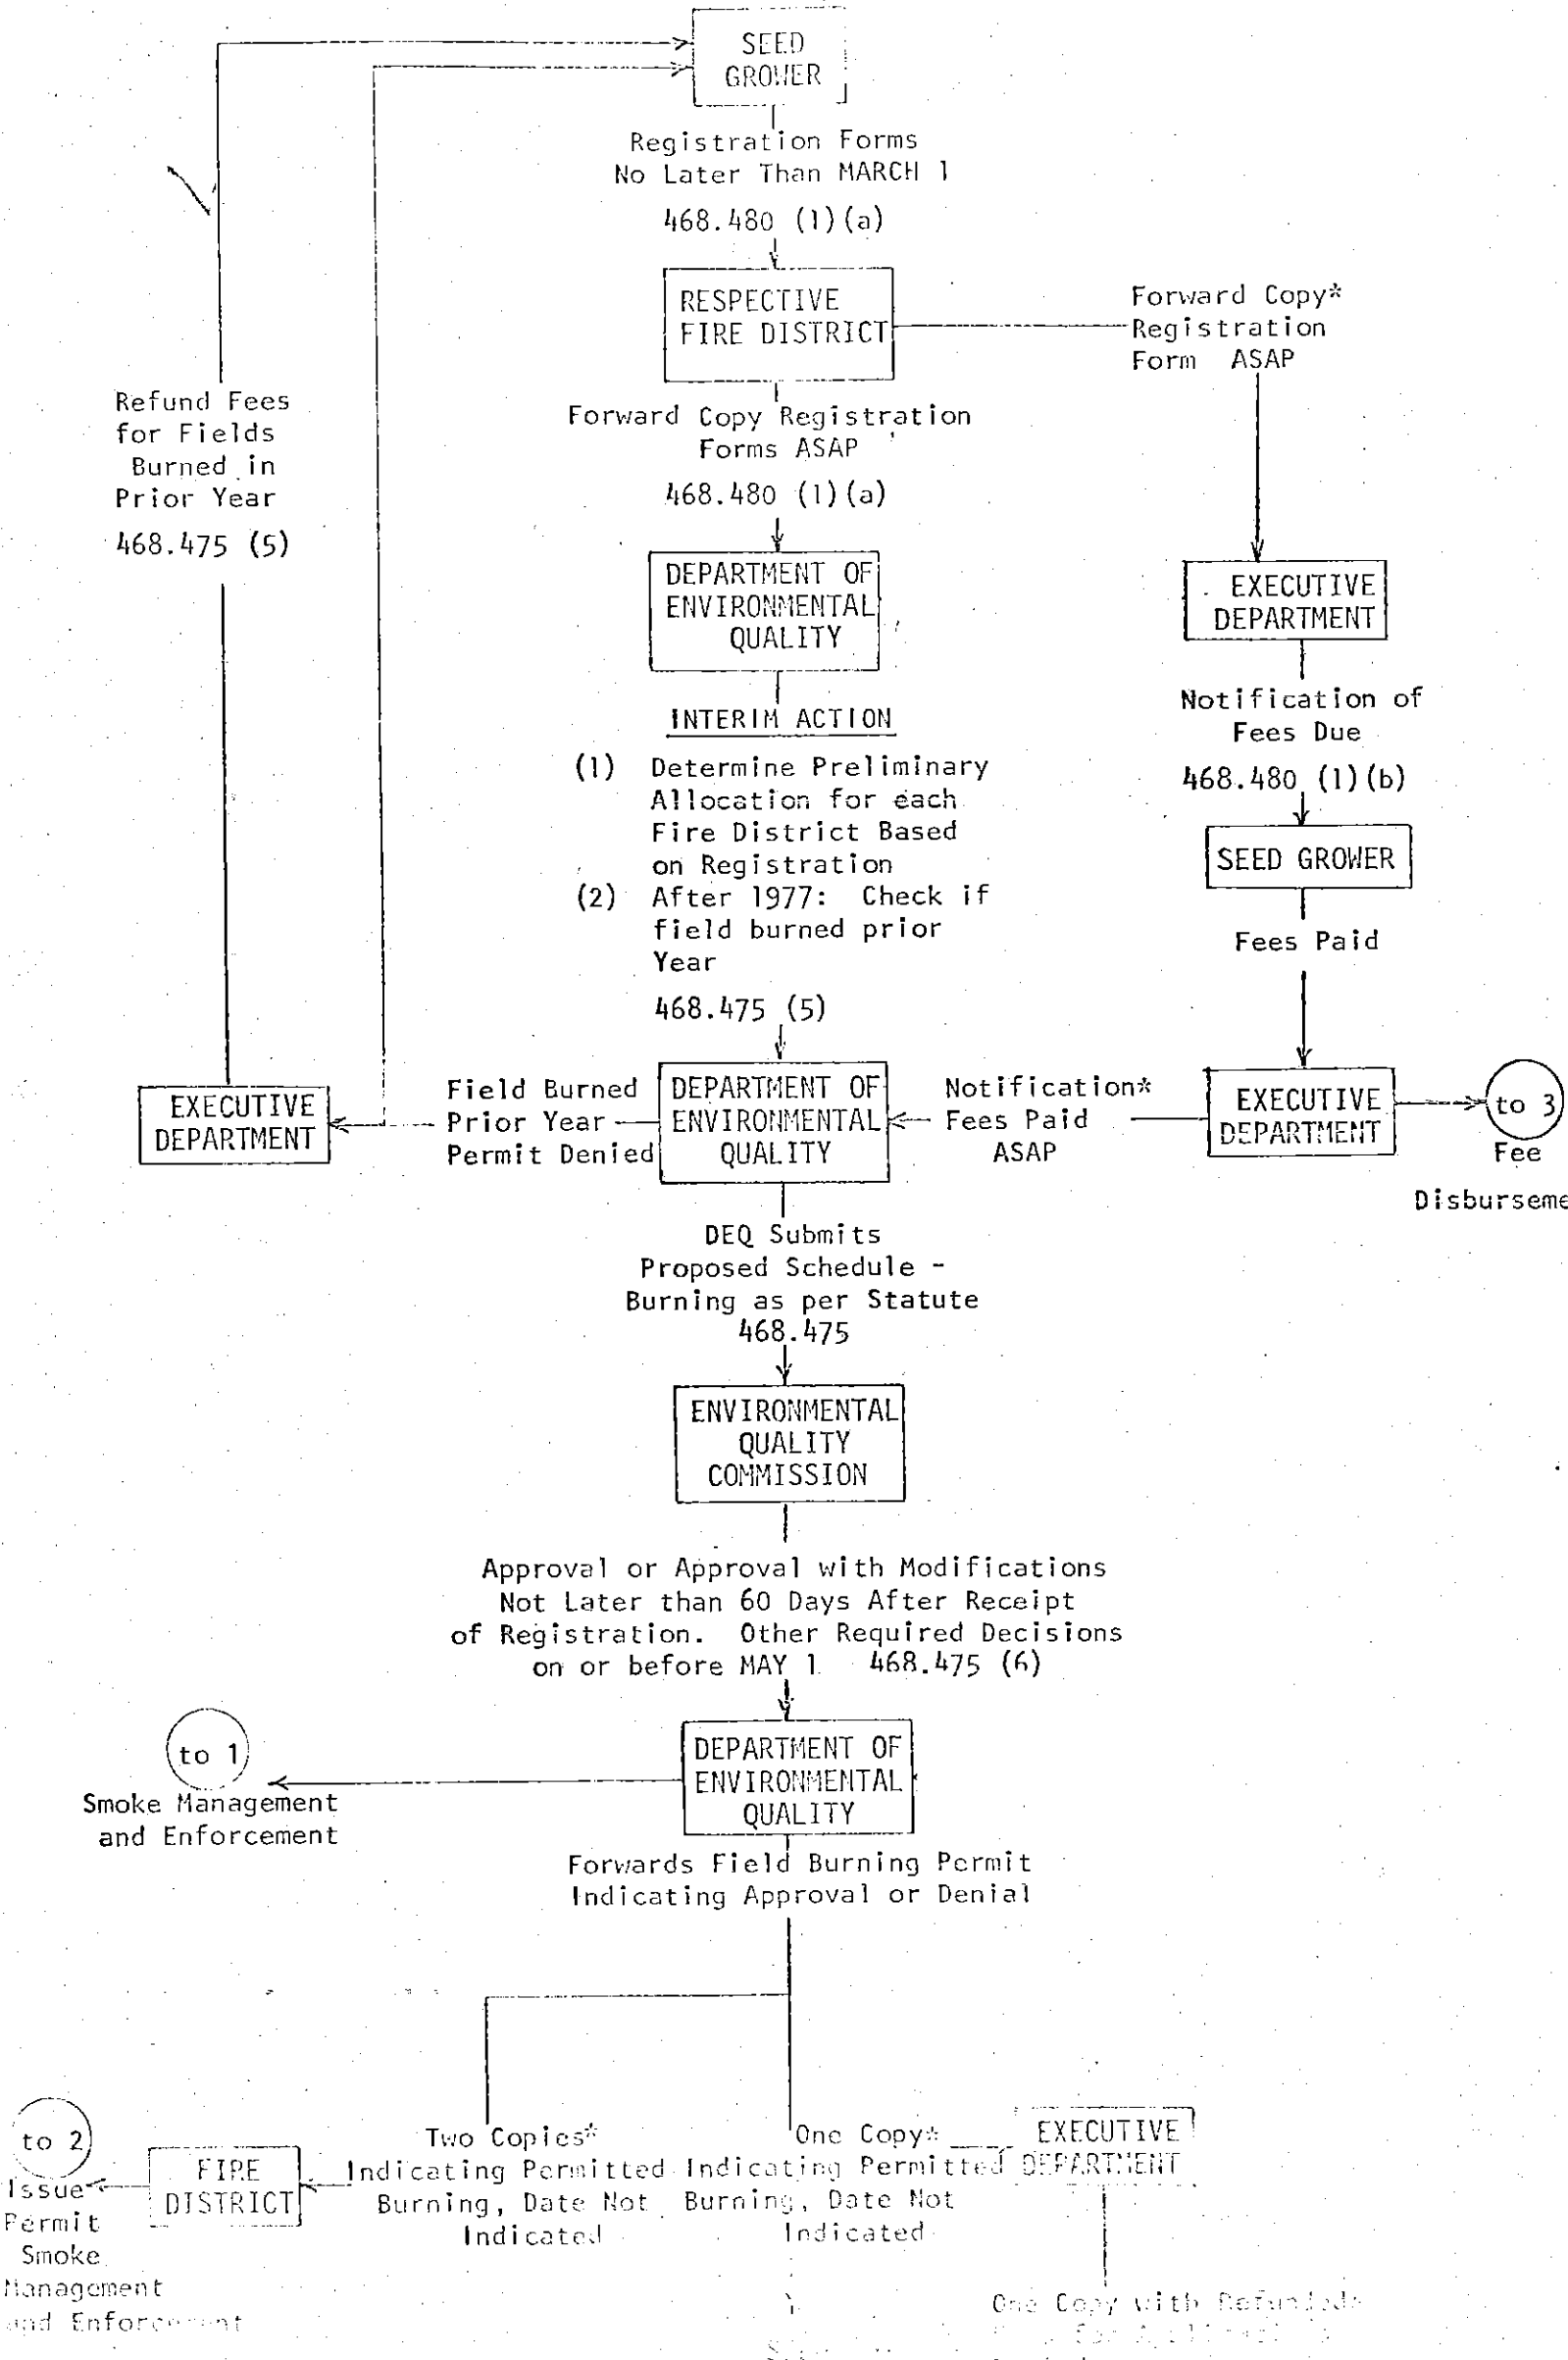 SEED
GROWER
Registration Forms
No Later Than MARCH 1
468.480 (1)(a)
RESPECTIVE
FIRE DISTRICT
Forward Copy*
Registration
Form ASAP
Refund Fees
for Fields
Burned in
Prior Year
468.475 (5)
Forward Copy Registration
Forms ASAP
468.480 (1)(a)
DEPARTMENT OF
ENVIRONMENTAL
QUALITY
EXECUTIVE
DEPARTMENT
INTERIM ACTION
(1) Determine Preliminary
Allocation for each
Fire District Based
on Registration
(2) After 1977: Check if
field burned prior
Year
468.475 (5)
Notification of
Fees Due
468.480 (1)(b)
SEED GROWER
Fees Paid
EXECUTIVE
DEPARTMENT
Field Burned
Prior Year
Permit Denied
DEPARTMENT OF
ENVIRONMENTAL
QUALITY
Notification*
Fees Paid
ASAP
EXECUTIVE
DEPARTMENT
to 3
Fee
Disburseme
DEQ Submits
Proposed Schedule -
Burning as per Statute
468.475
ENVIRONMENTAL
QUALITY
COMMISSION
Approval or Approval with Modifications
Not Later than 60 Days After Receipt
of Registration. Other Required Decisions
on or before MAY 1 468.475 (6)
to 1
Smoke Management
and Enforcement
DEPARTMENT OF
ENVIRONMENTAL
QUALITY
Forwards Field Burning Permit
Indicating Approval or Denial
to 2
Issue
Permit
Smoke
Management
and Enforcement
FIRE
DISTRICT
Two Copies*
Indicating Permitted
Burning, Date Not
Indicated
One Copy*
Indicating Permitted
Burning, Date Not
Indicated
EXECUTIVE
DEPARTMENT
One Copy with